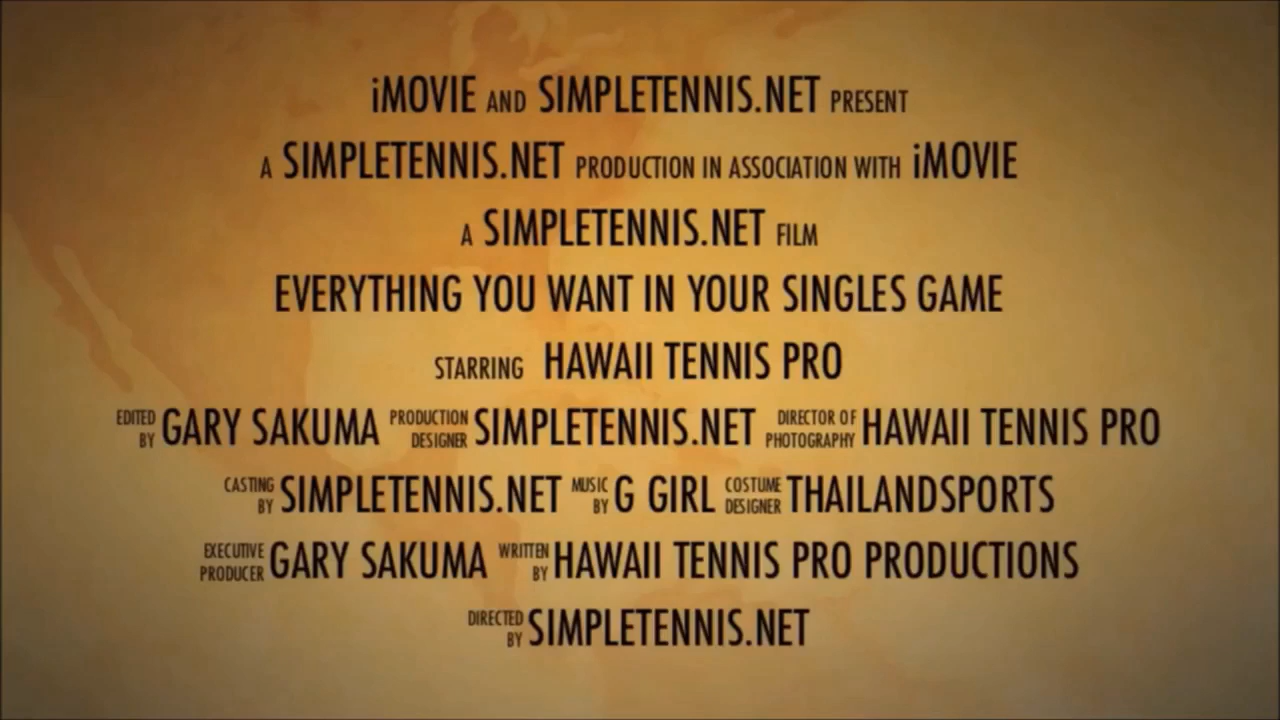 iMOVIE AND SIMPLETENNIS.NET PRESENT
A SIMPLETENNIS.NET PRODUCTION IN ASSOCIATION WITH iMOVIE
A SIMPLETENNIS.NET FILM
EVERYTHING YOU WANT IN YOUR SINGLES GAME
STARRING HAWAII TENNIS PRO
EDITED BY GARY SAKUMA PRODUCTION DESIGNER SIMPLETENNIS.NET DIRECTOR OF PHOTOGRAPHY HAWAII TENNIS PRO
CASTING BY SIMPLETENNIS.NET MUSIC BY G GIRL COSTUME DESIGNER THAILANDSPORTS
EXECUTIVE PRODUCER GARY SAKUMA WRITTEN BY HAWAII TENNIS PRO PRODUCTIONS
DIRECTED BY SIMPLETENNIS.NET